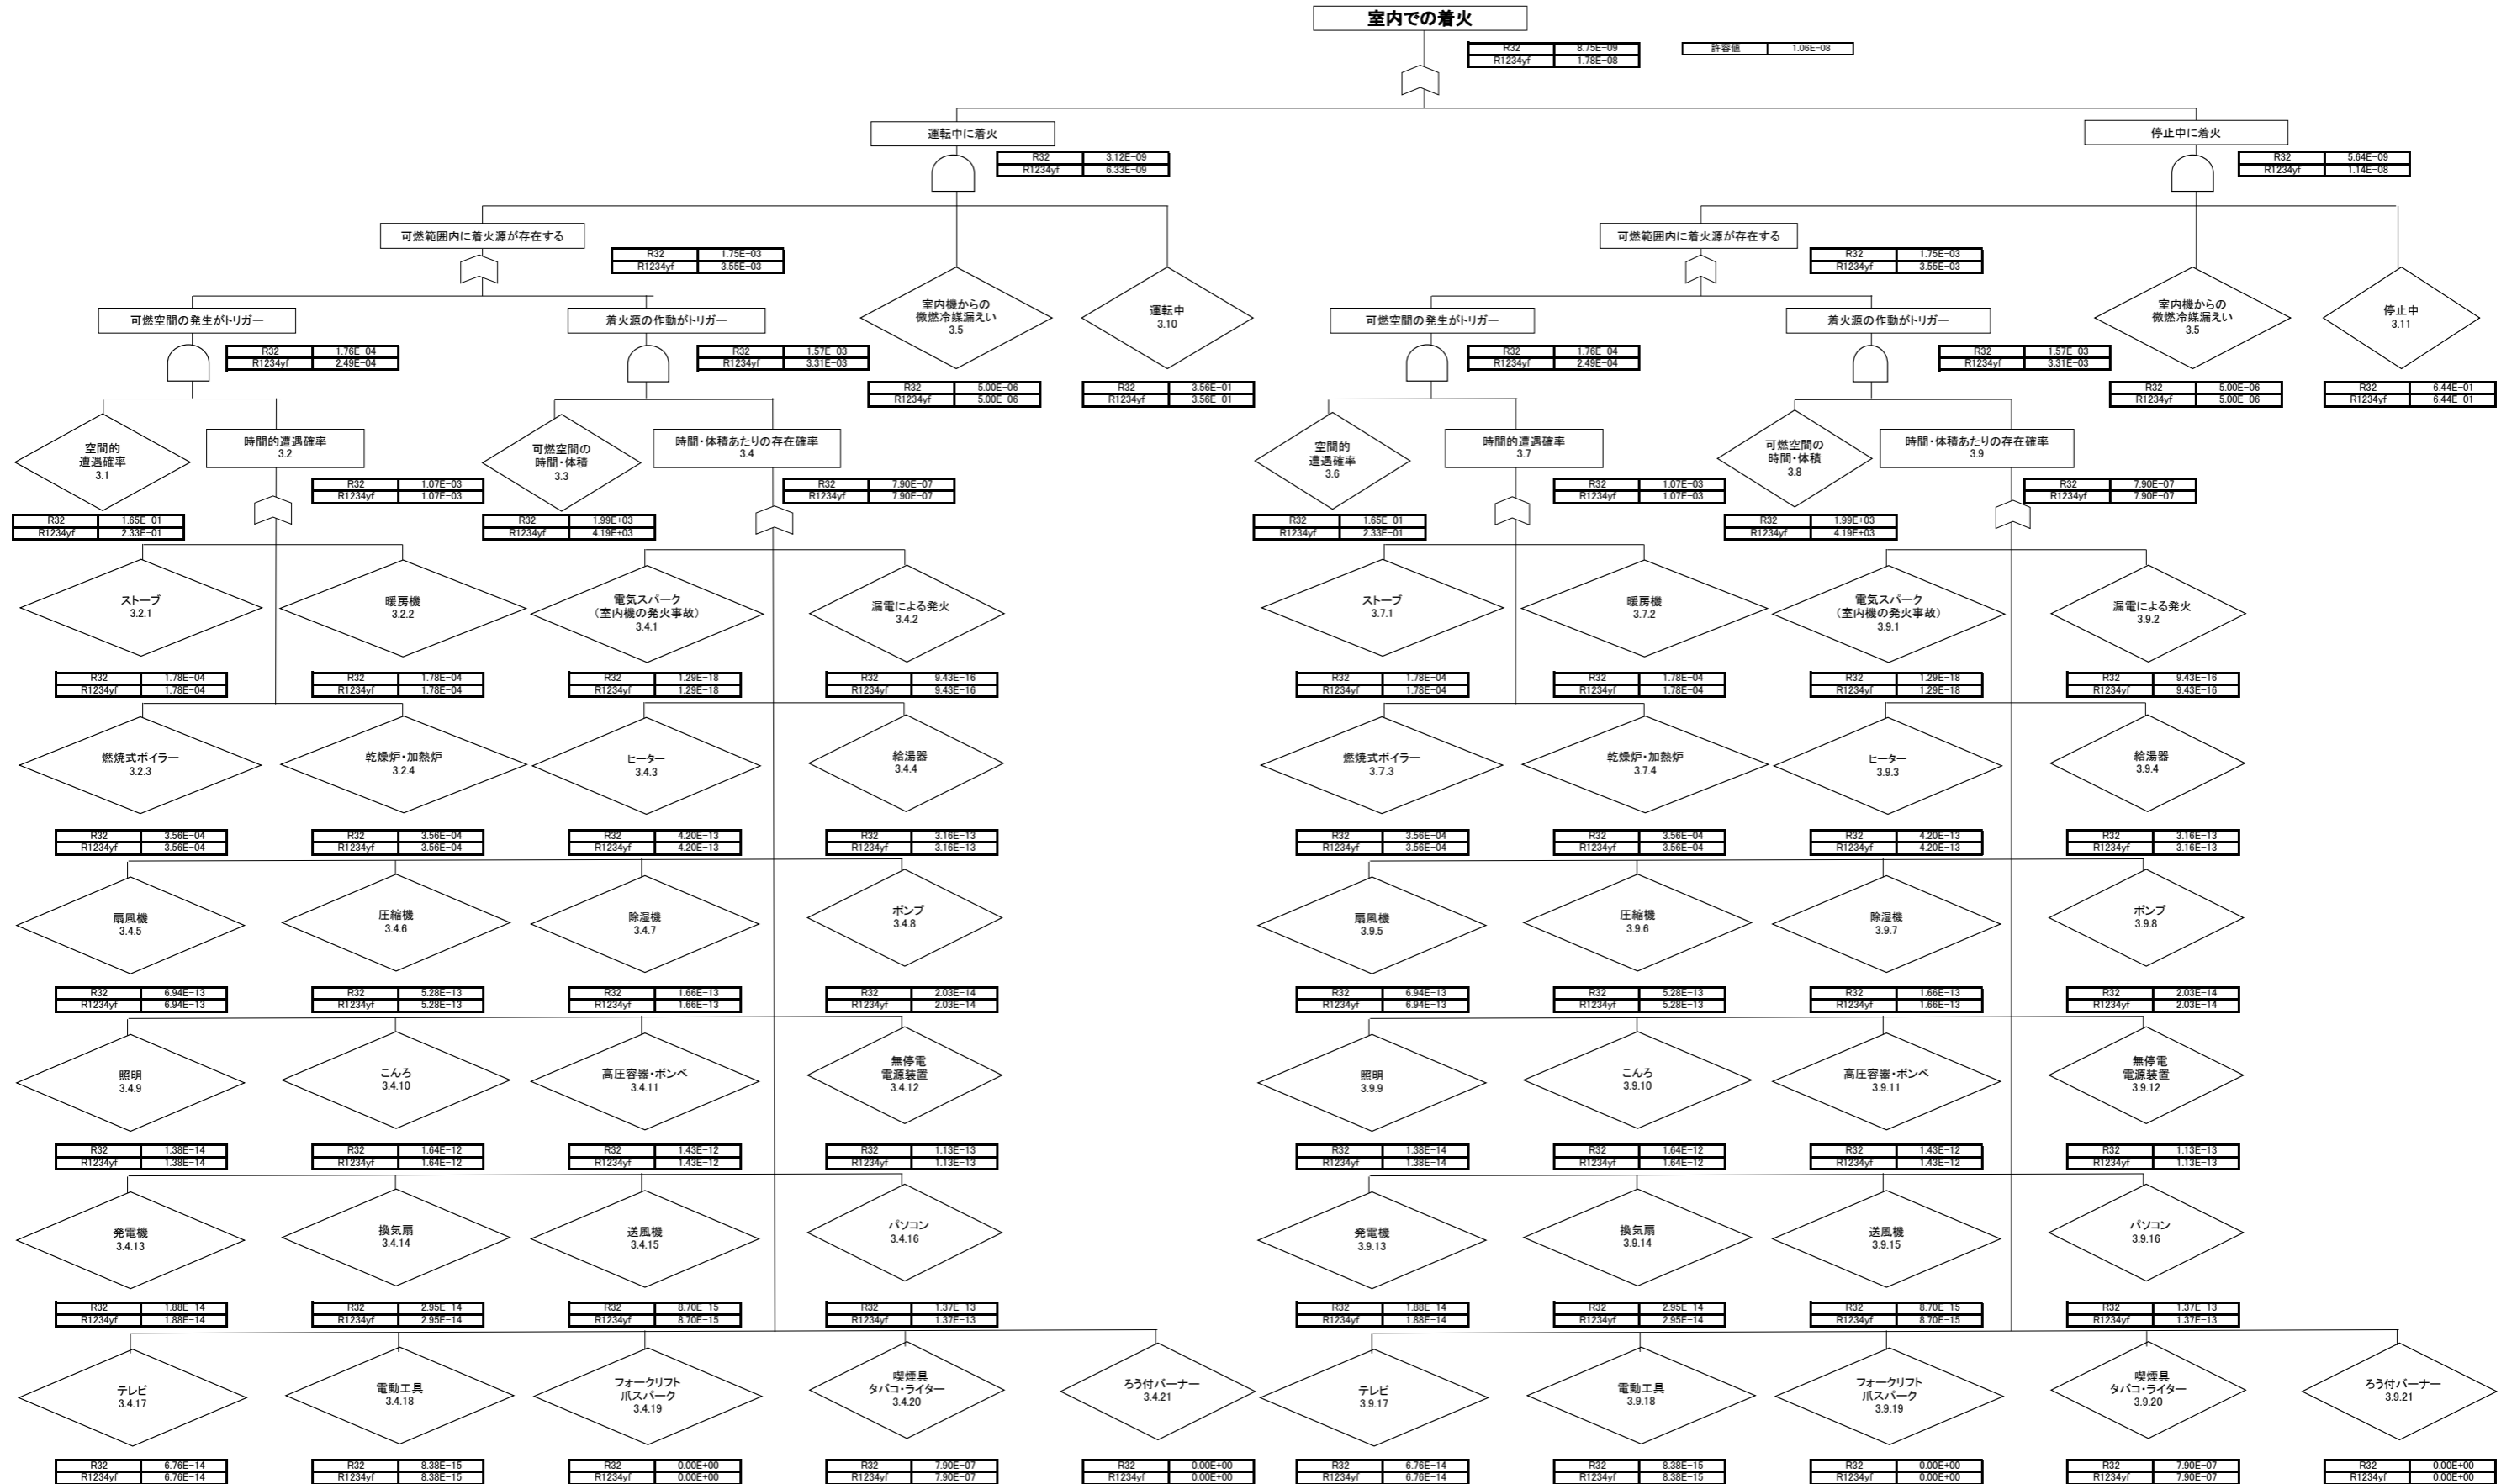 室内での着火
R32 8.75E-09
R1234yf 1.78E-08
許容値 1.06E-08
運転中に着火
R32 3.12E-09
R1234yf 6.33E-09
停止中に着火
R32 5.64E-09
R1234yf 1.14E-08
可燃範囲内に着火源が存在する
R32 1.75E-03
R1234yf 3.55E-03
室内機からの
微燃冷媒漏えい
3.5
R32 5.00E-06
R1234yf 5.00E-06
運転中
3.10
R32 3.56E-01
R1234yf 3.56E-01
可燃空間の発生がトリガー
R32 1.76E-04
R1234yf 2.49E-04
着火源の作動がトリガー
R32 1.57E-03
R1234yf 3.31E-03
空間的
遭遇確率
3.1
R32 1.65E-01
R1234yf 2.33E-01
時間的遭遇確率
3.2
R32 1.07E-03
R1234yf 1.07E-03
可燃空間の
時間・体積
3.3
R32 1.99E+03
R1234yf 4.19E+03
時間・体積あたりの存在確率
3.4
R32 7.90E-07
R1234yf 7.90E-07
ストーブ
3.2.1
R32 1.78E-04
R1234yf 1.78E-04
暖房機
3.2.2
R32 1.78E-04
R1234yf 1.78E-04
電気スパーク
(室内機の発火事故)
3.4.1
R32 1.29E-18
R1234yf 1.29E-18
漏電による発火
3.4.2
R32 9.43E-16
R1234yf 9.43E-16
燃焼式ボイラー
3.2.3
R32 3.56E-04
R1234yf 3.56E-04
乾燥炉・加熱炉
3.2.4
R32 3.56E-04
R1234yf 3.56E-04
ヒーター
3.4.3
R32 4.20E-13
R1234yf 4.20E-13
給湯器
3.4.4
R32 3.16E-13
R1234yf 3.16E-13
扇風機
3.4.5
R32 6.94E-13
R1234yf 6.94E-13
圧縮機
3.4.6
R32 5.28E-13
R1234yf 5.28E-13
除湿機
3.4.7
R32 1.66E-13
R1234yf 1.66E-13
ポンプ
3.4.8
R32 2.03E-14
R1234yf 2.03E-14
照明
3.4.9
R32 1.38E-14
R1234yf 1.38E-14
こんろ
3.4.10
R32 1.64E-12
R1234yf 1.64E-12
高圧容器・ボンベ
3.4.11
R32 1.43E-12
R1234yf 1.43E-12
無停電
電源装置
3.4.12
R32 1.13E-13
R1234yf 1.13E-13
発電機
3.4.13
R32 1.88E-14
R1234yf 1.88E-14
換気扇
3.4.14
R32 2.95E-14
R1234yf 2.95E-14
送風機
3.4.15
R32 8.70E-15
R1234yf 8.70E-15
パソコン
3.4.16
R32 1.37E-13
R1234yf 1.37E-13
テレビ
3.4.17
R32 6.76E-14
R1234yf 6.76E-14
電動工具
3.4.18
R32 8.38E-15
R1234yf 8.38E-15
フォークリフト
爪スパーク
3.4.19
R32 0.00E+00
R1234yf 0.00E+00
喫煙具
タバコ・ライター
3.4.20
R32 7.90E-07
R1234yf 7.90E-07
ろう付バーナー
3.4.21
R32 0.00E+00
R1234yf 0.00E+00
可燃範囲内に着火源が存在する
R32 1.75E-03
R1234yf 3.55E-03
室内機からの
微燃冷媒漏えい
3.5
R32 5.00E-06
R1234yf 5.00E-06
停止中
3.11
R32 6.44E-01
R1234yf 6.44E-01
可燃空間の発生がトリガー
R32 1.76E-04
R1234yf 2.49E-04
着火源の作動がトリガー
R32 1.57E-03
R1234yf 3.31E-03
空間的
遭遇確率
3.6
R32 1.65E-01
R1234yf 2.33E-01
時間的遭遇確率
3.7
R32 1.07E-03
R1234yf 1.07E-03
可燃空間の
時間・体積
3.8
R32 1.99E+03
R1234yf 4.19E+03
時間・体積あたりの存在確率
3.9
R32 7.90E-07
R1234yf 7.90E-07
ストーブ
3.7.1
R32 1.78E-04
R1234yf 1.78E-04
暖房機
3.7.2
R32 1.78E-04
R1234yf 1.78E-04
電気スパーク
(室内機の発火事故)
3.9.1
R32 1.29E-18
R1234yf 1.29E-18
漏電による発火
3.9.2
R32 9.43E-16
R1234yf 9.43E-16
燃焼式ボイラー
3.7.3
R32 3.56E-04
R1234yf 3.56E-04
乾燥炉・加熱炉
3.7.4
R32 3.56E-04
R1234yf 3.56E-04
ヒーター
3.9.3
R32 4.20E-13
R1234yf 4.20E-13
給湯器
3.9.4
R32 3.16E-13
R1234yf 3.16E-13
扇風機
3.9.5
R32 6.94E-13
R1234yf 6.94E-13
圧縮機
3.9.6
R32 5.28E-13
R1234yf 5.28E-13
除湿機
3.9.7
R32 1.66E-13
R1234yf 1.66E-13
ポンプ
3.9.8
R32 2.03E-14
R1234yf 2.03E-14
照明
3.9.9
R32 1.38E-14
R1234yf 1.38E-14
こんろ
3.9.10
R32 1.64E-12
R1234yf 1.64E-12
高圧容器・ボンベ
3.9.11
R32 1.43E-12
R1234yf 1.43E-12
無停電
電源装置
3.9.12
R32 1.13E-13
R1234yf 1.13E-13
発電機
3.9.13
R32 1.88E-14
R1234yf 1.88E-14
換気扇
3.9.14
R32 2.95E-14
R1234yf 2.95E-14
送風機
3.9.15
R32 8.70E-15
R1234yf 8.70E-15
パソコン
3.9.16
R32 1.37E-13
R1234yf 1.37E-13
テレビ
3.9.17
R32 6.76E-14
R1234yf 6.76E-14
電動工具
3.9.18
R32 8.38E-15
R1234yf 8.38E-15
フォークリフト
爪スパーク
3.9.19
R32 0.00E+00
R1234yf 0.00E+00
喫煙具
タバコ・ライター
3.9.20
R32 7.90E-07
R1234yf 7.90E-07
ろう付バーナー
3.9.21
R32 0.00E+00
R1234yf 0.00E+00